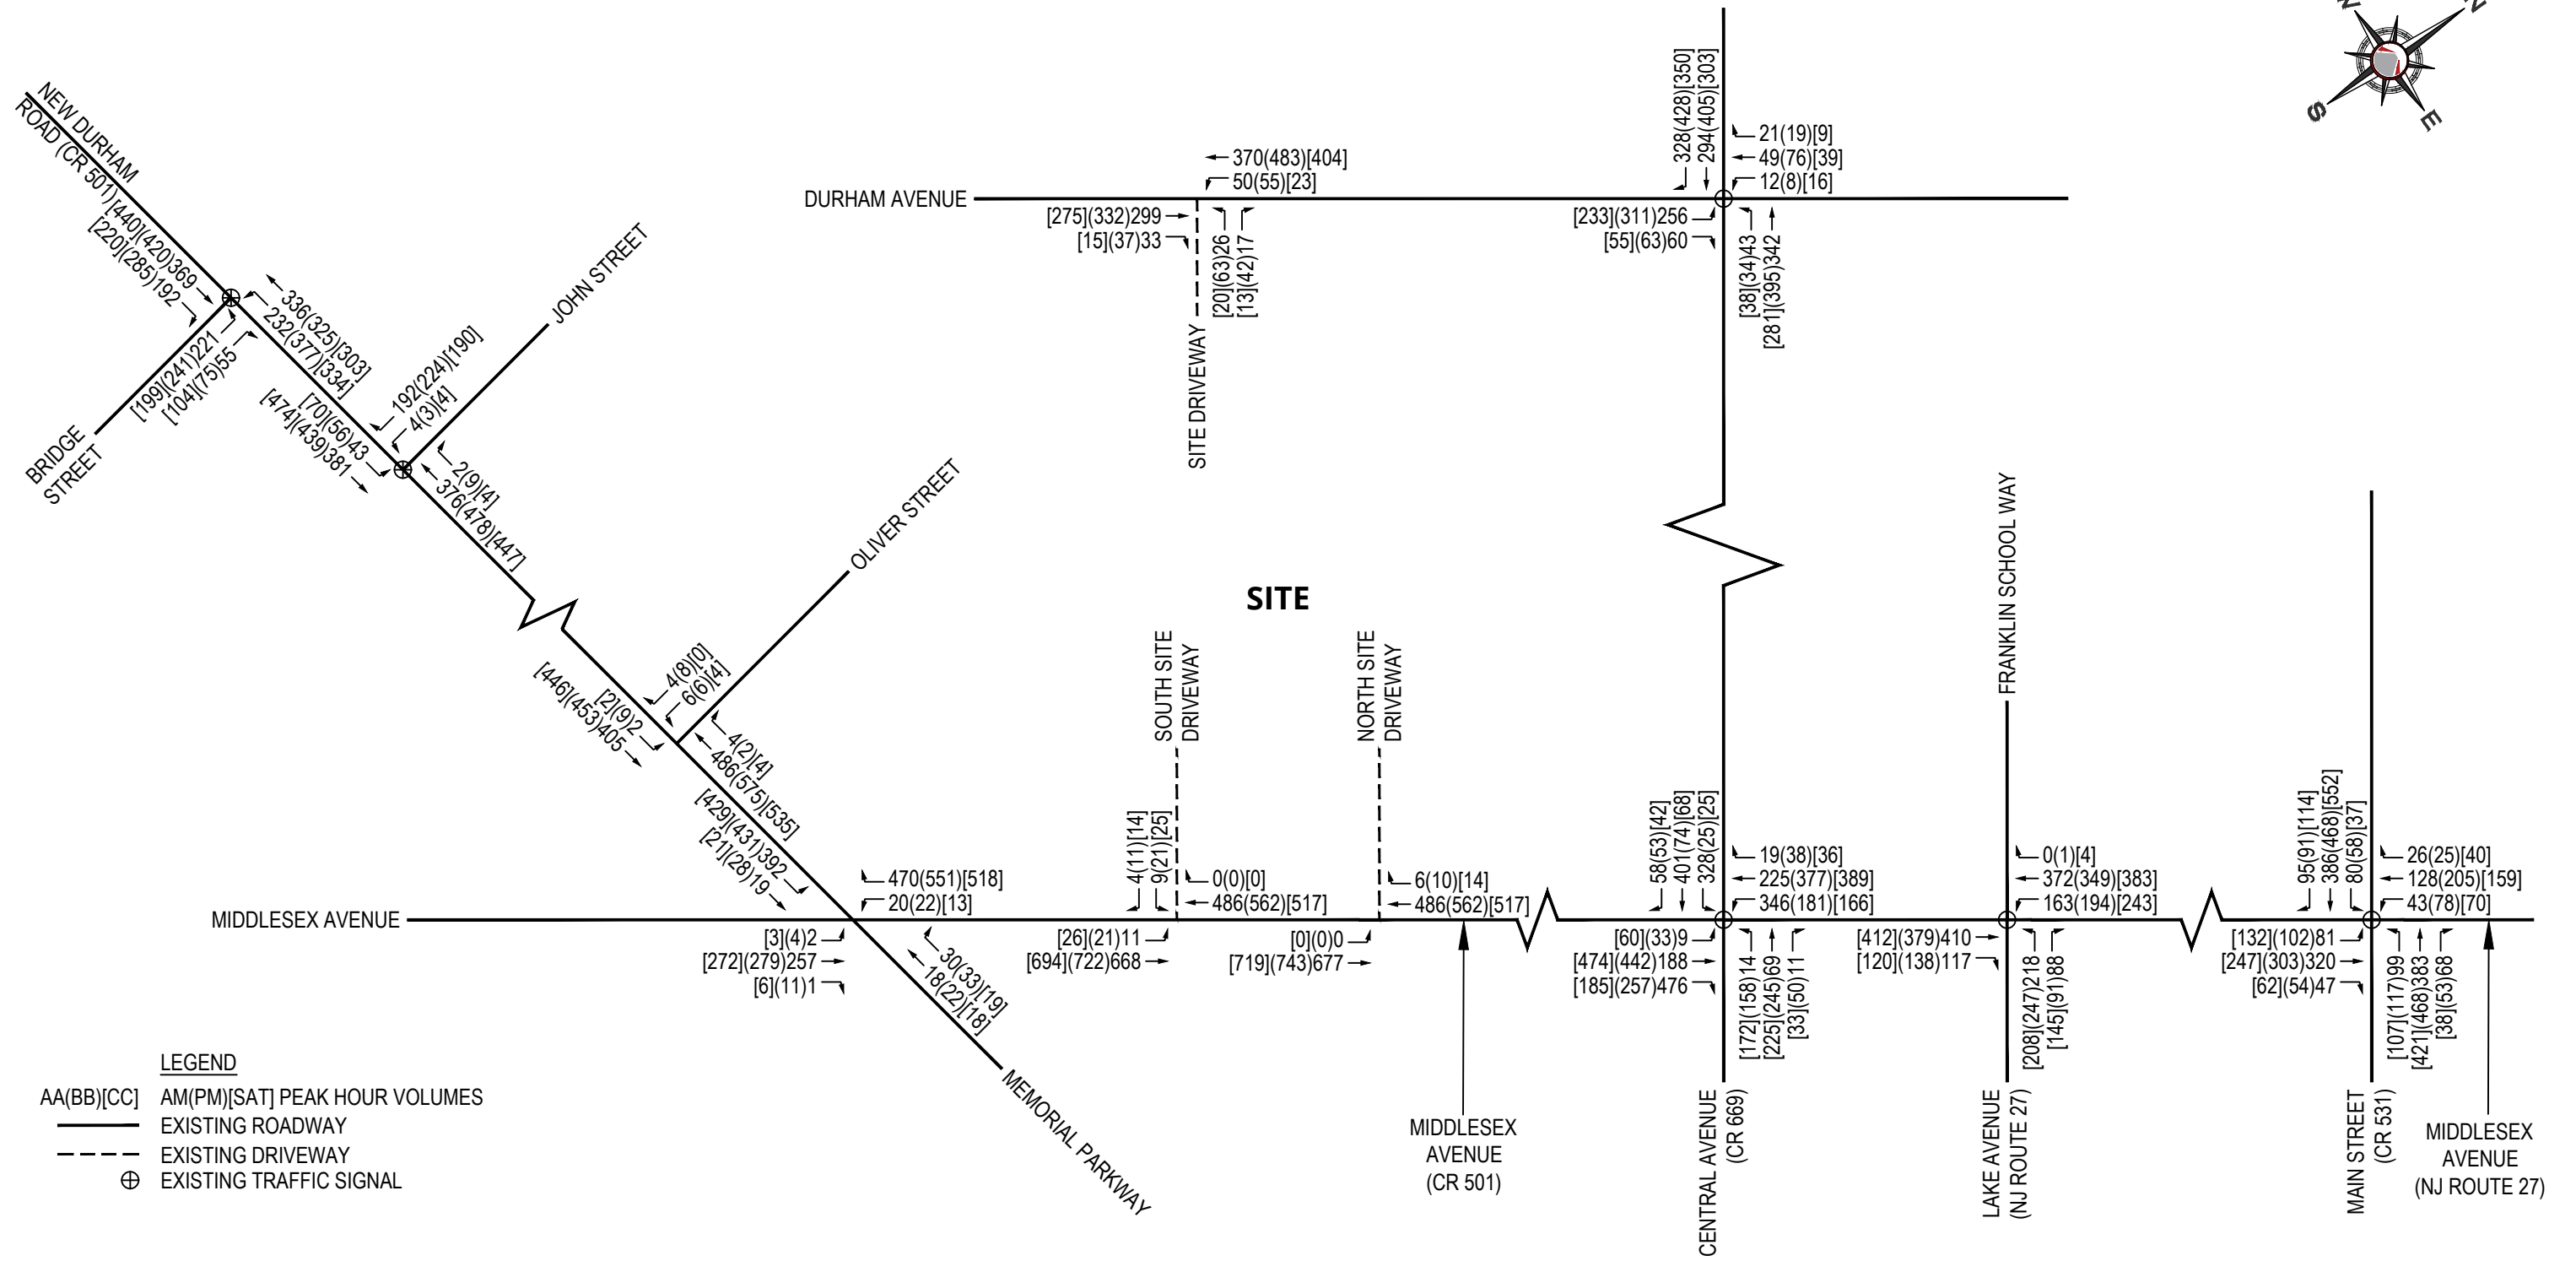 N
N
S
E
NEW DURHAM
ROAD (CR 501)
[440](420)369
[220](285)192
336(325)[303]
232(377)[334]
[199](241)221
[104](75)55
BRIDGE
STREET
JOHN STREET
192(224)[190]
4(3)[4]
[70](56)43
[474](439)381
2(9)[4]
376(478)[447]
OLIVER STREET
4(8)[0]
6(6)[4]
[2](9)2
[446](453)405
4(2)[4]
486(575)[535]
[429](431)392
[21](28)19
DURHAM AVENUE
370(483)[404]
50(55)[23]
[275](332)299
[15](37)33
[20](63)26
[13](42)17
SITE DRIVEWAY
328(428)[350]
294(405)[303]
21(19)[9]
49(76)[39]
12(8)[16]
[233](311)256
[55](63)60
[38](34)43
[281](395)342
SITE
MIDDLESEX AVENUE
470(551)[518]
20(22)[13]
[3](4)2
[272](279)257
[6](11)1
30(33)[19]
18(22)[18]
MEMORIAL PARKWAY
SOUTH SITE
DRIVEWAY
4(11)[14]
9(21)[25]
0(0)[0]
486(562)[517]
[26](21)11
[694](722)668
NORTH SITE
DRIVEWAY
6(10)[14]
486(562)[517]
[0](0)0
[719](743)677
MIDDLESEX
AVENUE
(CR 501)
58(53)[42]
401(74)[68]
328(25)[25]
19(38)[36]
225(377)[389]
346(181)[166]
[60](33)9
[474](442)188
[185](257)476
[172](158)14
[225](245)69
[33](50)11
CENTRAL AVENUE
(CR 669)
FRANKLIN SCHOOL WAY
0(1)[4]
372(349)[383]
163(194)[243]
[412](379)410
[120](138)117
[208](247)218
[145](91)88
LAKE AVENUE
(NJ ROUTE 27)
95(91)[114]
386(468)[552]
80(58)[37]
26(25)[40]
128(205)[159]
43(78)[70]
[132](102)81
[247](303)320
[62](54)47
[107](117)99
[421](468)383
[38](53)68
MAIN STREET
(CR 531)
MIDDLESEX
AVENUE
(NJ ROUTE 27)
LEGEND
AA(BB)[CC] AM(PM)[SAT] PEAK HOUR VOLUMES
EXISTING ROADWAY
EXISTING DRIVEWAY
EXISTING TRAFFIC SIGNAL